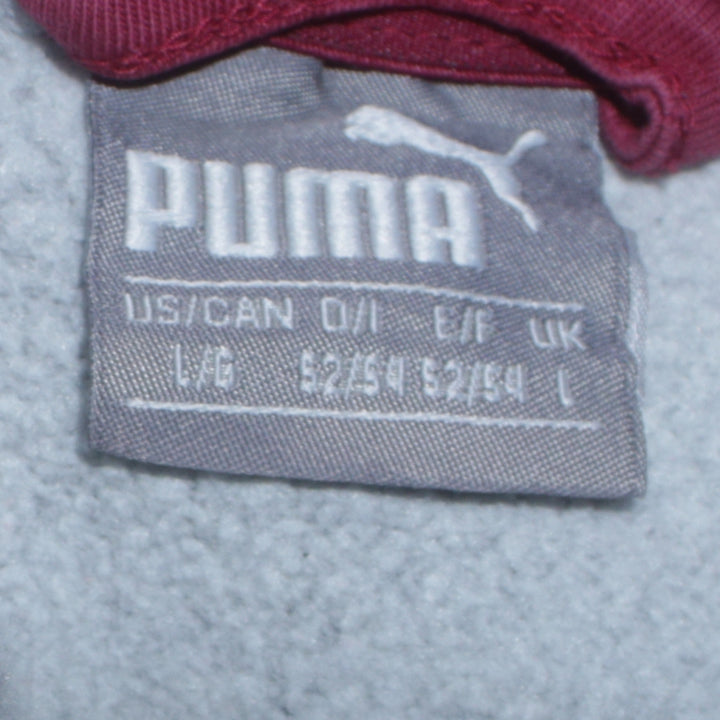 PUMA
US/CAN D/I E/F UK
L/G 52/54 52/54 L